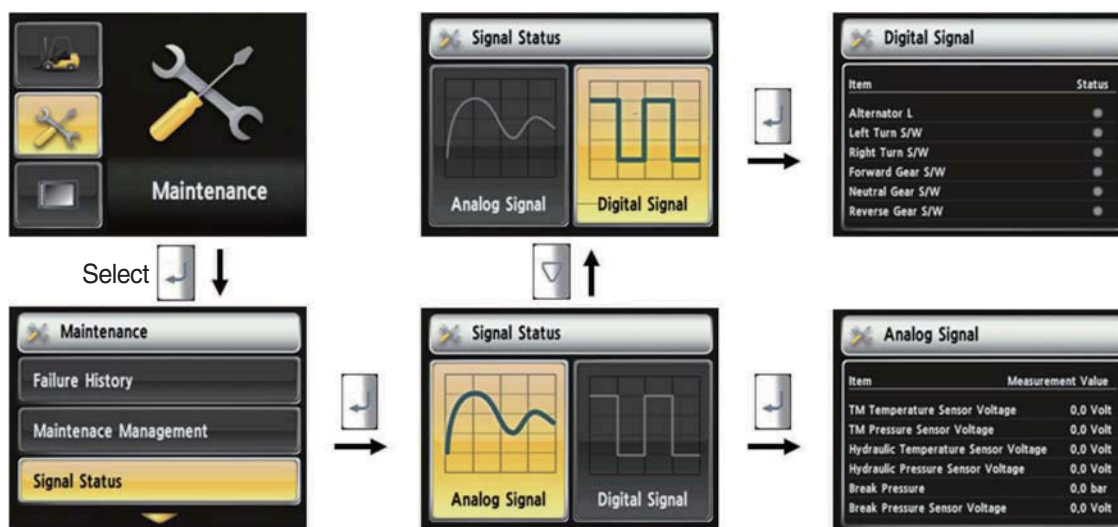 Maintenance
Select
Maintenance
Failure History
Maintenace Management
Signal Status
Signal Status
Analog Signal
Digital Signal
Signal Status
Analog Signal
Digital Signal
Digital Signal
Item Status
Alternator L
Left Turn S/W
Right Turn S/W
Forward Gear S/W
Neutral Gear S/W
Reverse Gear S/W
Analog Signal
Item Measurement Value
TM Temperature Sensor Voltage 0,0 Volt
TM Pressure Sensor Voltage 0,0 Volt
Hydraulic Temperature Sensor Voltage 0,0 Volt
Hydraulic Pressure Sensor Voltage 0,0 Volt
Break Pressure 0,0 bar
Break Pressure Sensor Voltage 0,0 Volt